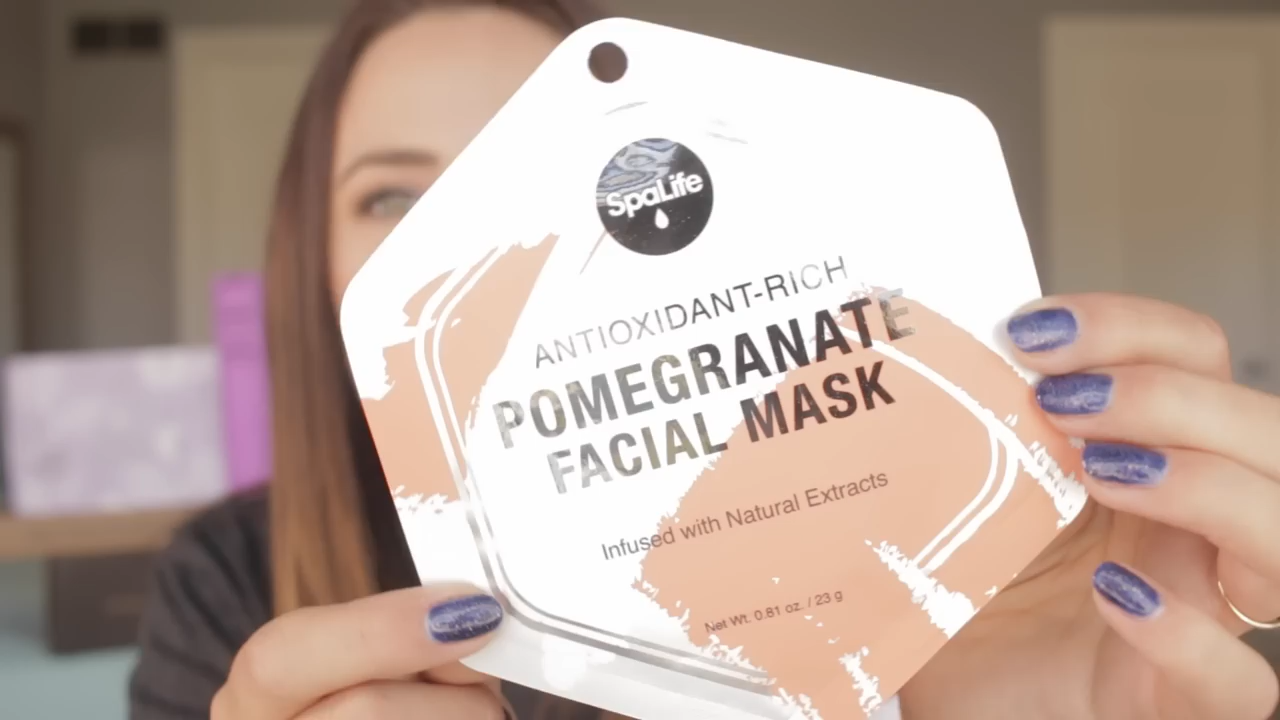 SpaLife
ANTIOXIDANT-RICH
POMEGRANATE
FACIAL MASK
Infused with Natural Extracts
Net Wt. 0.81 oz. / 23 g